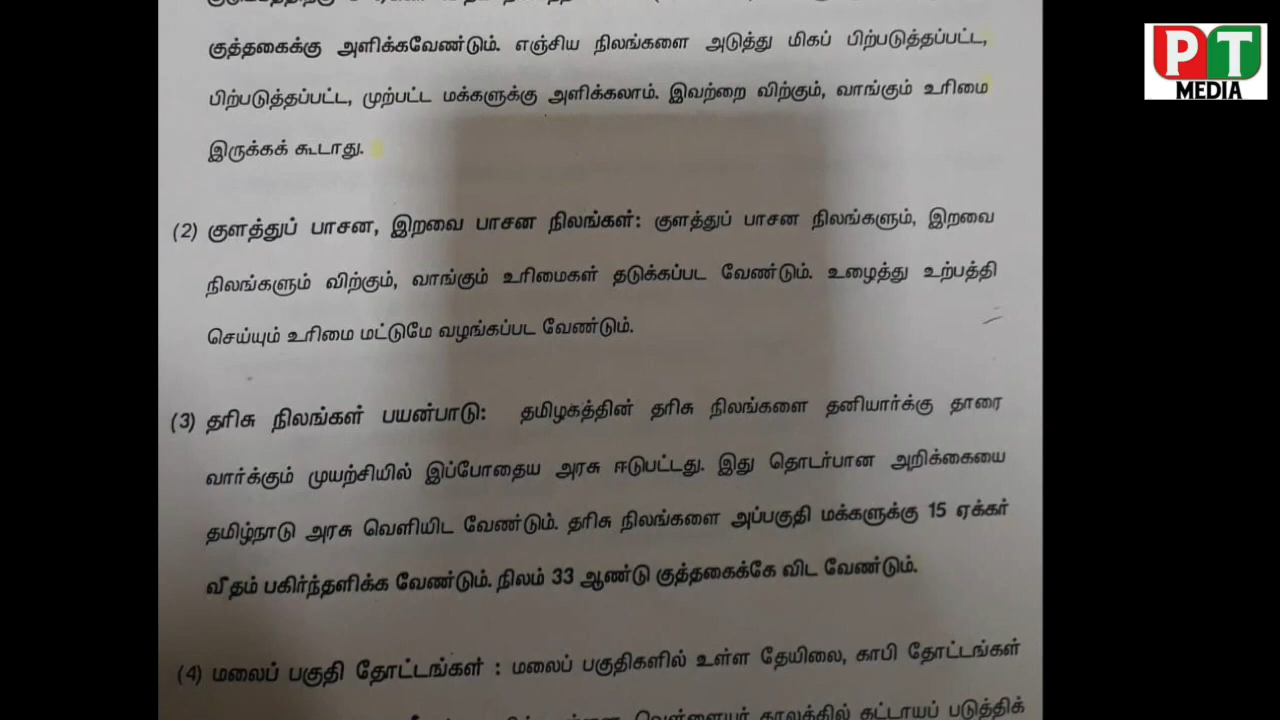 குத்தகைக்கு அளிக்கவேண்டும். எஞ்சிய நிலங்களை அடுத்து மிகப் பிற்படுத்தப்பட்ட,
பிற்படுத்தப்பட்ட, முற்பட்ட மக்களுக்கு அளிக்கலாம். இவற்றை விற்கும், வாங்கும் உரிமை
இருக்கக் கூடாது.
(2) குளத்துப் பாசன, இறவை பாசன நிலங்கள்: குளத்துப் பாசன நிலங்களும், இறவை
நிலங்களும் விற்கும், வாங்கும் உரிமைகள் தடுக்கப்பட வேண்டும். உழைத்து உற்பத்தி
செய்யும் உரிமை மட்டுமே வழங்கப்பட வேண்டும்.
(3) தரிசு நிலங்கள் பயன்பாடு: தமிழகத்தின் தரிசு நிலங்களை தனியார்க்கு தாரை
வார்க்கும் முயற்சியில் இப்போதைய அரசு ஈடுபட்டது. இது தொடர்பான அறிக்கையை
தமிழ்நாடு அரசு வெளியிட வேண்டும். தரிசு நிலங்களை அப்பகுதி மக்களுக்கு 15 ஏக்கர்
வீதம் பகிர்ந்தளிக்க வேண்டும். நிலம் 33 ஆண்டு குத்தகைக்கே விட வேண்டும்.
(4) மலைப் பகுதி தோட்டங்கள் : மலைப் பகுதிகளில் உள்ள தேயிலை, காபி தோட்டங்கள்
வெள்ளையர் காலத்தில் கட்டாயப் படுத்திக்
PT
MEDIA